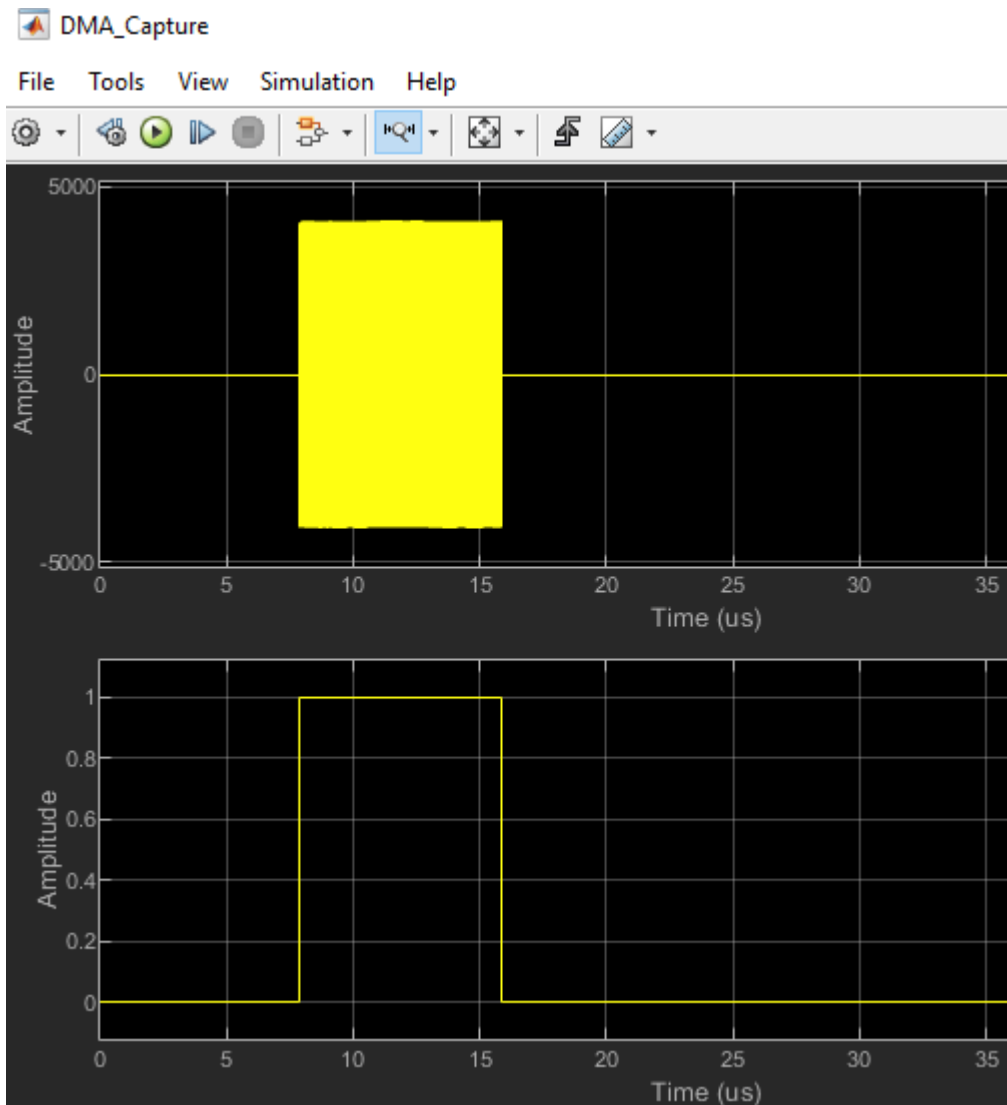 DMA_Capture
File Tools View Simulation Help
5000
0
-5000
Amplitude
0 5 10 15 20 25 30 35
Time (us)
1
0.8
0.6
0.4
0.2
0
Amplitude
0 5 10 15 20 25 30 35
Time (us)